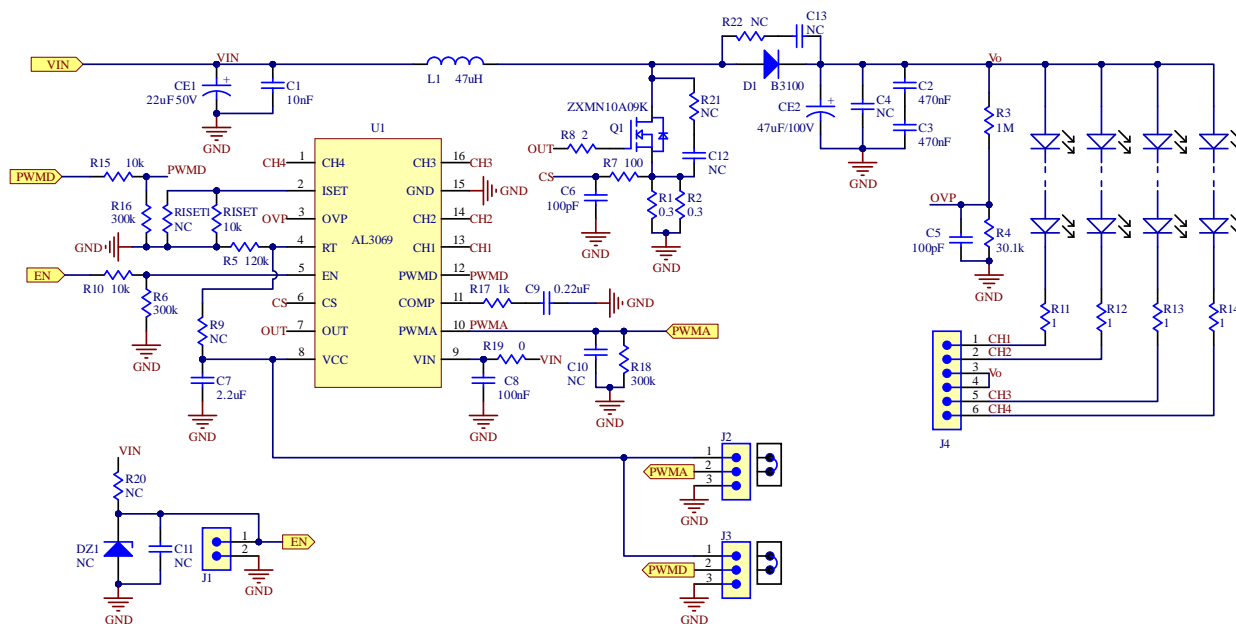 VIN
VIN
CE1
22uF 50V
C1
10nF
GND
L1 47uH
R22 NC
C13
NC
D1 B3100
Vo
CE2
47uF/100V
C4
NC
C2
470nF
C3
470nF
R3
1M
ZXMN10A09K
R21
NC
Q1
R8 2
OUT
C12
NC
CS
R7 100
C6
100pF
R1
0.3
R2
0.3
GND
GND
GND
OVP
C5
100pF
R4
30.1k
GND
R11
1
R12
1
R13
1
R14
1
U1
AL3069
CH4 1 CH4
2 ISET
OVP 3 OVP
4 RT
5 EN
CS 6 CS
OUT 7 OUT
8 VCC
CH3 16 CH3
GND 15 GND
CH2 14 CH2
CH1 13 CH1
PWMD 12 PWMD
COMP 11
PWMA 10 PWMA
VIN 9
PWMD
R15 10k
PWMD
R16
300k
RISET1
NC
RISET
10k
GND
R5 120k
EN
R10 10k
R6
300k
GND
R9
NC
C7
2.2uF
GND
R17 1k
C9 0.22uF
GND
PWMA
R19 0
VIN
C8
100nF
GND
C10
NC
R18
300k
GND
1 CH1
2 CH2
3 Vo
4
5 CH3
6 CH4
J4
J2
1
PWMA 2
3
GND
J3
1
PWMD 2
3
GND
VIN
R20
NC
DZ1
NC
C11
NC
GND
1
2
J1
EN
GND